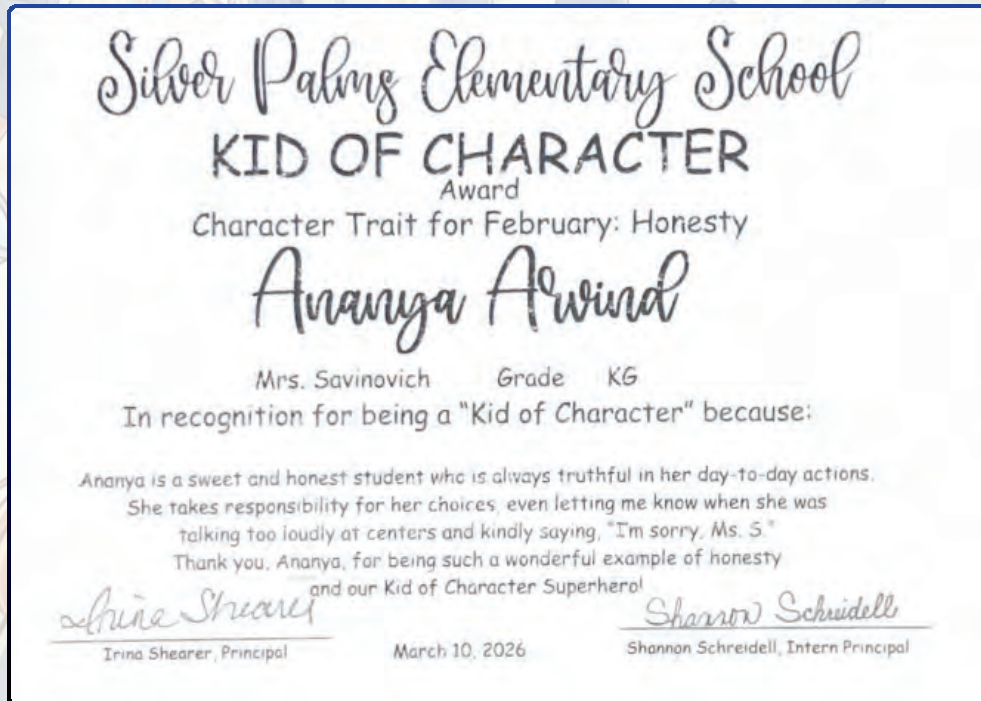 Silver Palms Elementary School
KID OF CHARACTER
Award
Character Trait for February: Honesty
Ananya Arwind
Mrs. Savinovich Grade KG
In recognition for being a "Kid of Character" because:
Ananya is a sweet and honest student who is always truthful in her day-to-day actions.
She takes responsibility for her choices, even letting me know when she was
talking too loudly at centers and kindly saying, "I'm sorry, Ms. S."
Thank you, Ananya, for being such a wonderful example of honesty
and our Kid of Character Superhero!
Irina Shearer Shannon Schreidell
Irina Shearer, Principal March 10, 2026 Shannon Schreidell, Intern Principal